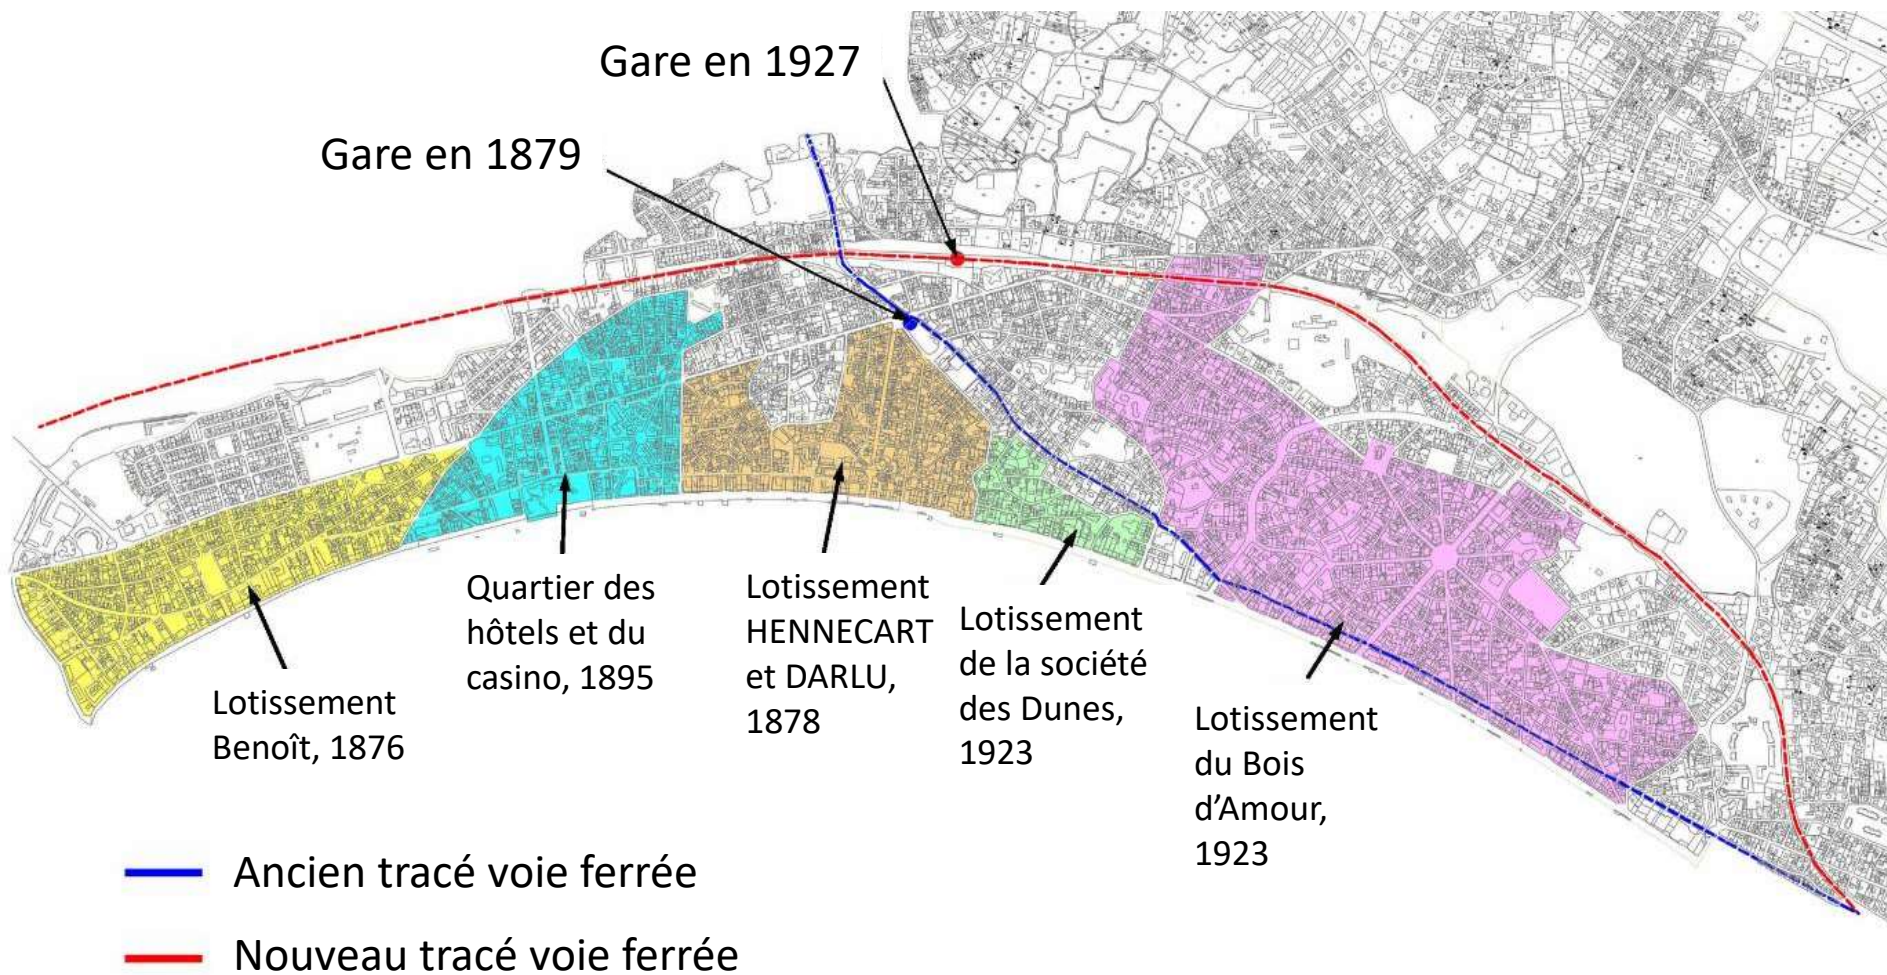 Gare en 1927
Gare en 1879
Lotissement
Benoît, 1876
Quartier des
hôtels et du
casino, 1895
Lotissement
HENNECART
et DARLU,
1878
Lotissement
de la société
des Dunes,
1923
Lotissement
du Bois
d’Amour,
1923
Ancien tracé voie ferrée
Nouveau tracé voie ferrée